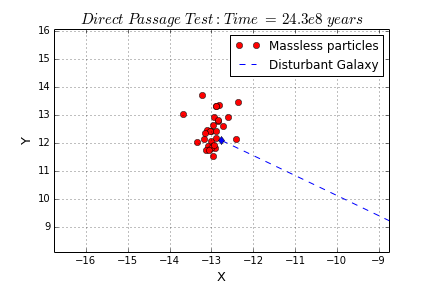 Direct Passage Test : Time = 24.3e8 years
16
15
14
13
12
11
10
9
Y
Massless particles
Disturbant Galaxy
−16 −15 −14 −13 −12 −11 −10 −9
X